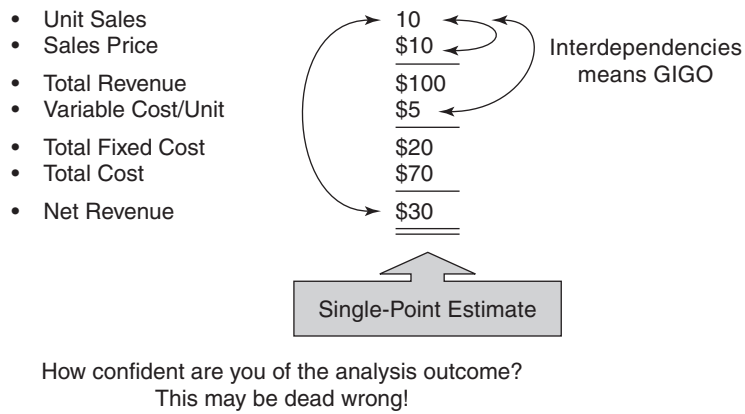 • Unit Sales 10
• Sales Price $10
Interdependencies
means GIGO
• Total Revenue $100
• Variable Cost/Unit $5
• Total Fixed Cost $20
• Total Cost $70
• Net Revenue $30
Single-Point Estimate
How confident are you of the analysis outcome?
This may be dead wrong!